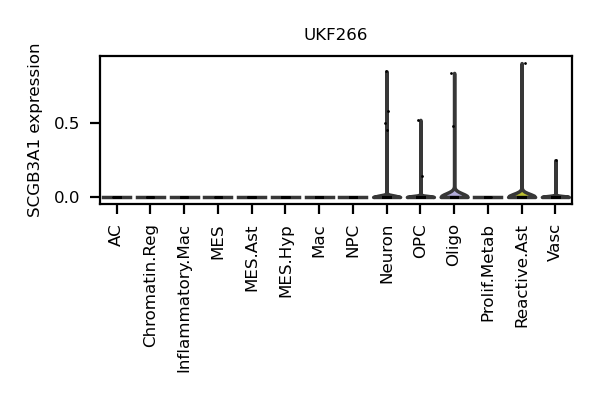 UKF266
SCGB3A1 expression
0.5
0.0
AC
Chromatin.Reg
Inflammatory.Mac
MES
MES.Ast
MES.Hyp
Mac
NPC
Neuron
OPC
Oligo
Prolif.Metab
Reactive.Ast
Vasc